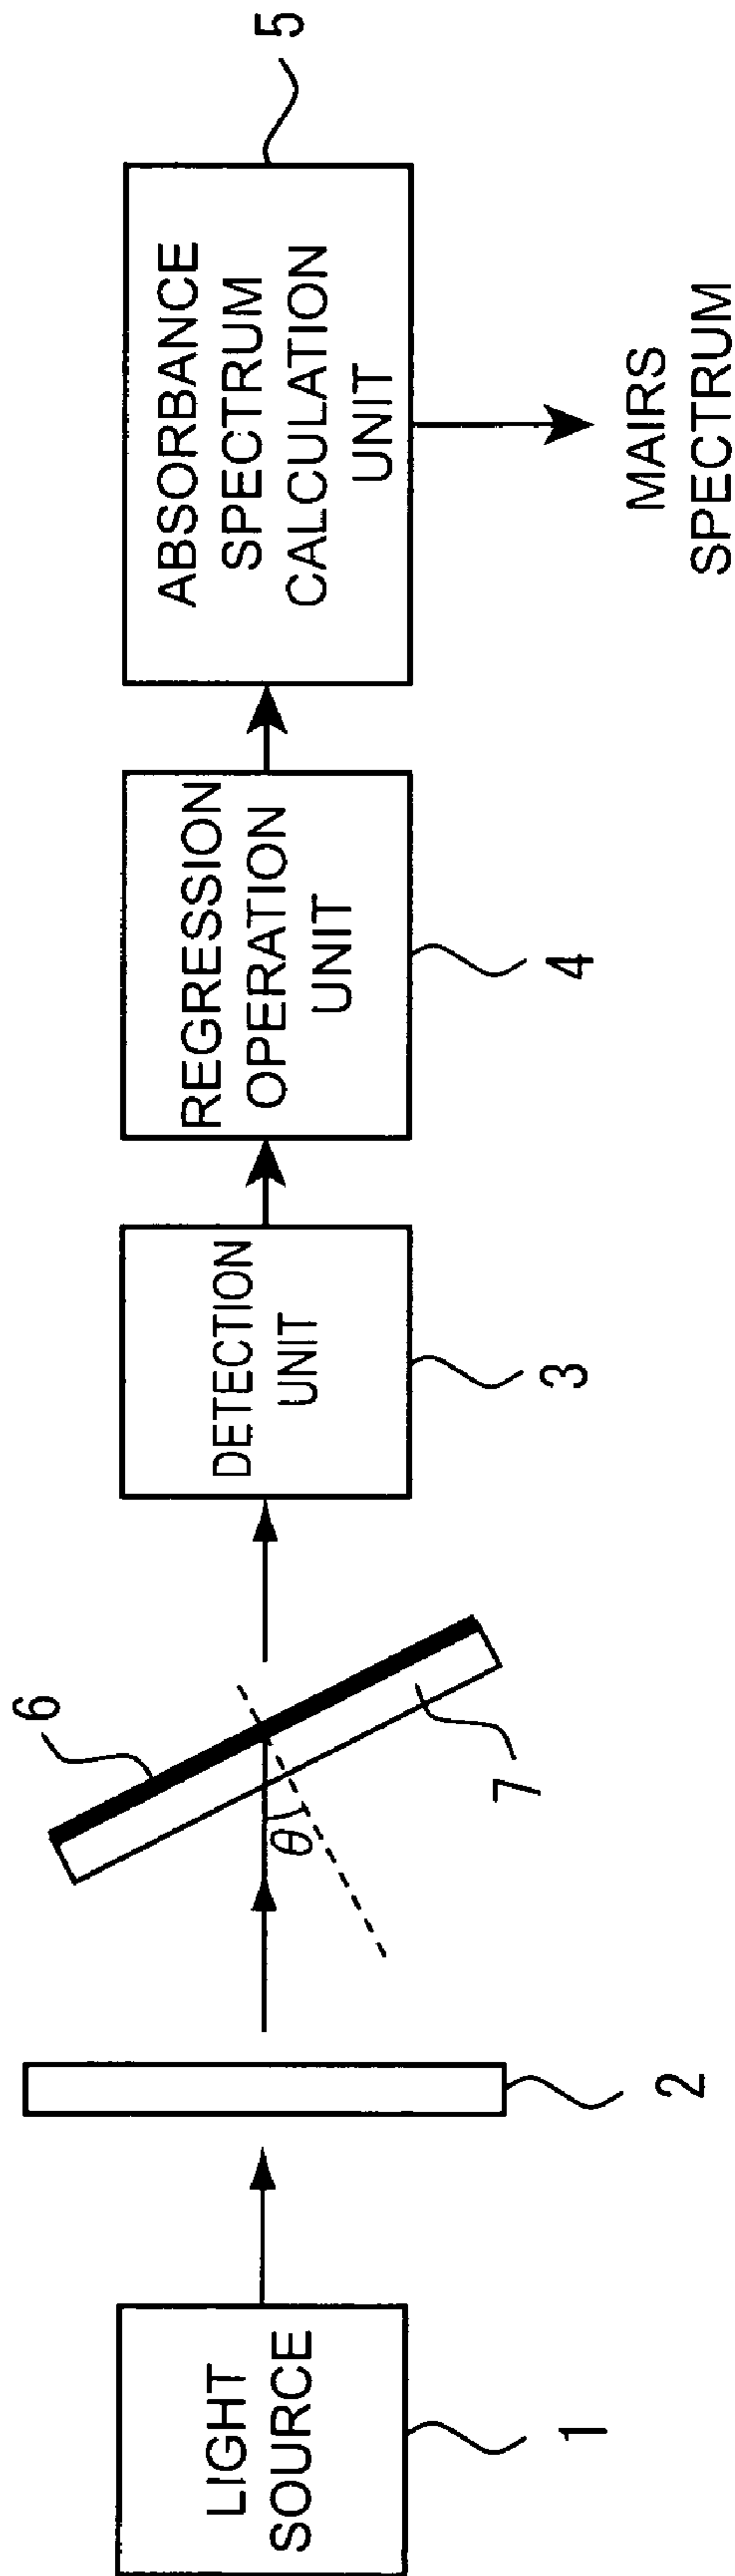 LIGHT
SOURCE
1
2
θ
6
7
DETECTION
UNIT
3
REGRESSION
OPERATION
UNIT
4
ABSORBANCE
SPECTRUM
CALCULATION
UNIT
5
MAIRS
SPECTRUM